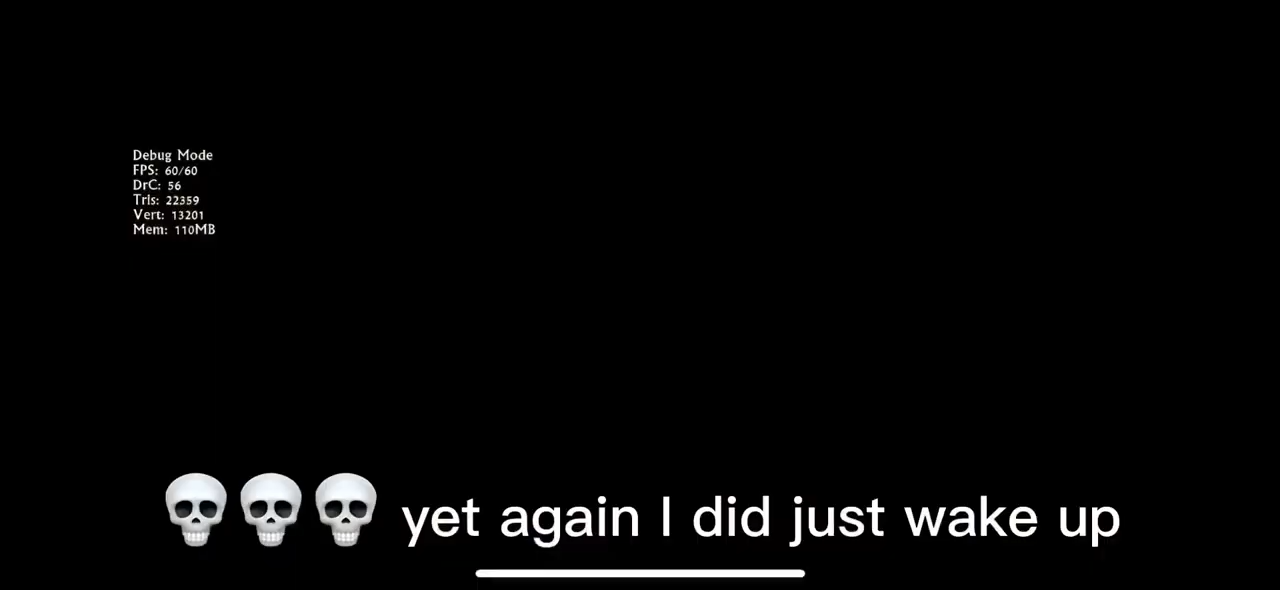 Debug Mode
FPS: 60/60
DrC: 56
Tris: 22359
Vert: 13201
Mem: 110MB
💀💀💀 yet again I did just wake up